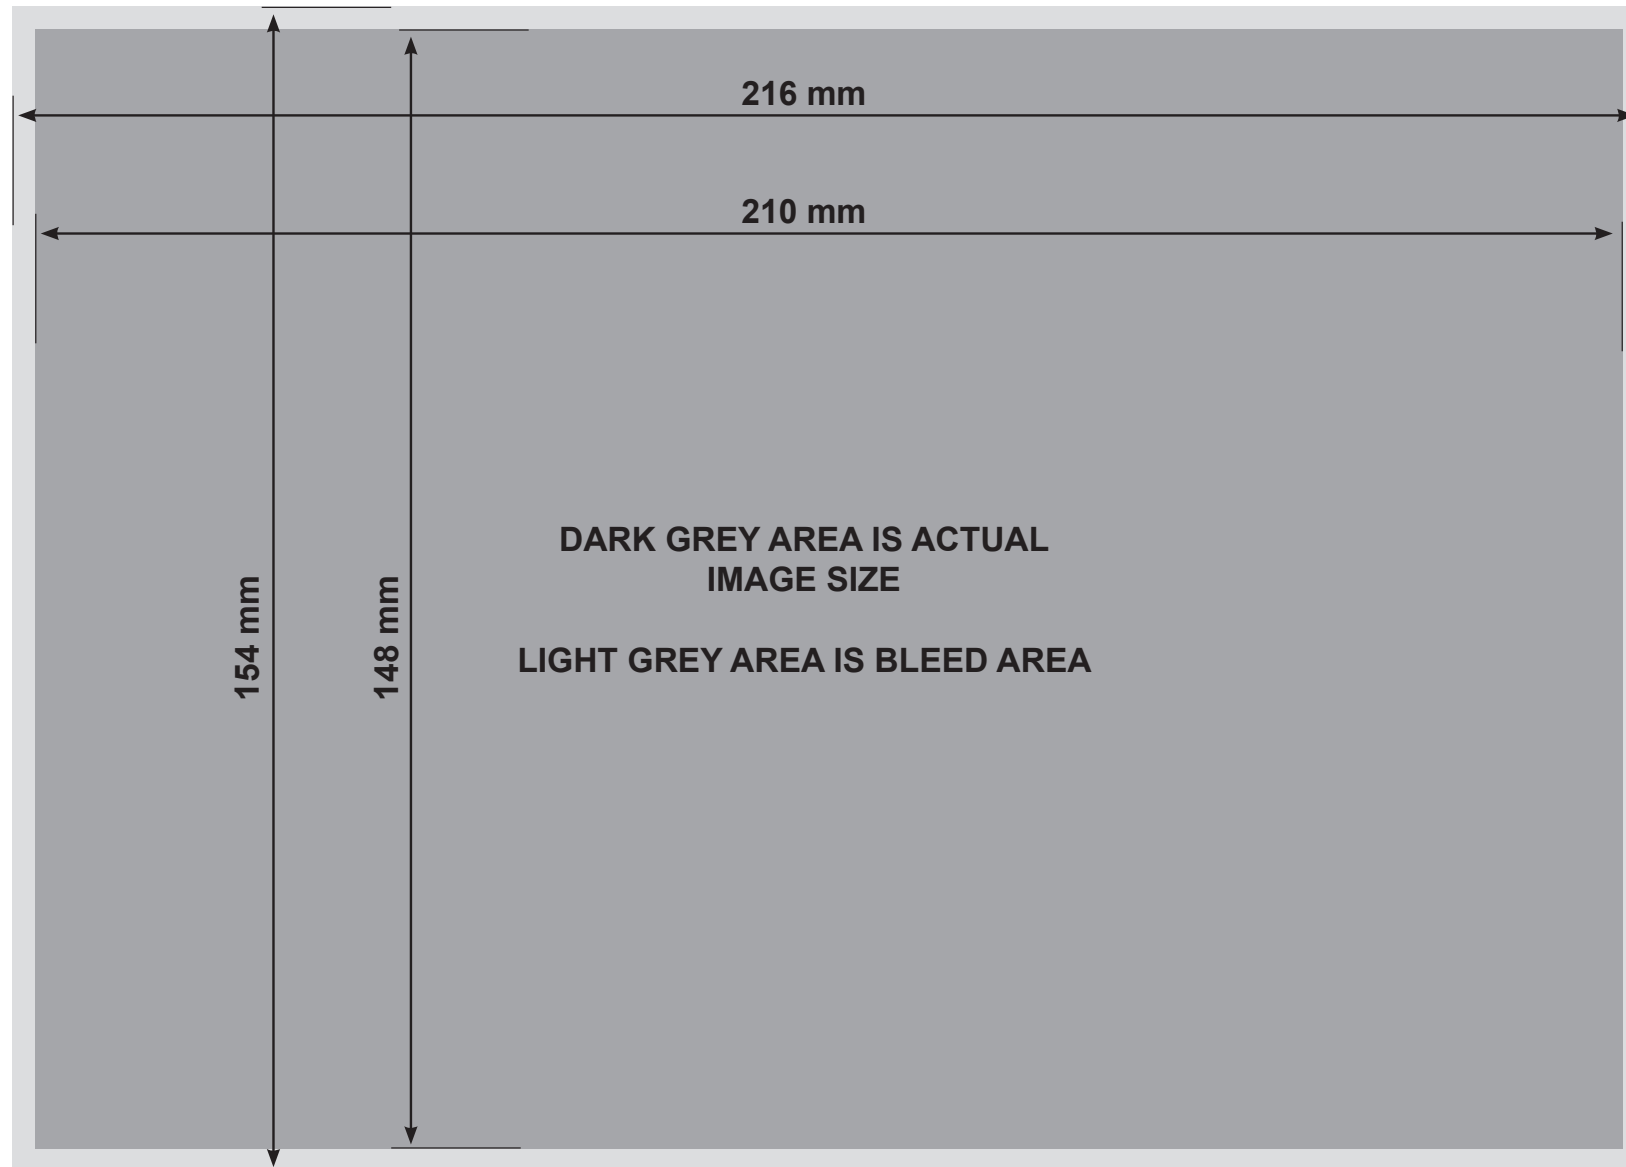 216 mm
210 mm
DARK GREY AREA IS ACTUAL
IMAGE SIZE
LIGHT GREY AREA IS BLEED AREA
154 mm
148 mm